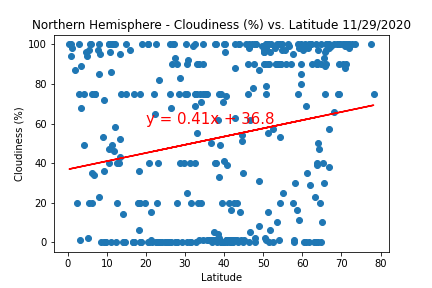 Northern Hemisphere - Cloudiness (%) vs. Latitude 11/29/2020
100
80
60
40
20
0
Cloudiness (%)
y = 0.41x + 36.8
0 10 20 30 40 50 60 70 80
Latitude